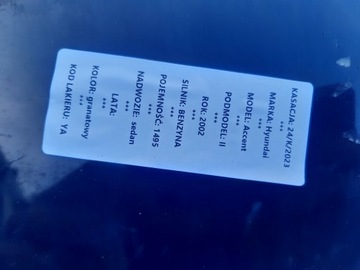 KASACJA: 24/K/2023
***
MARKA: Hyundai
***
MODEL: Accent
***
PODMODEL: II
***
ROK: 2002
***
SILNIK: BENZYNA
***
POJEMNOŚĆ: 1495
***
NADWOZIE: sedan
***
LATA:
***
KOLOR: granatowy
***
KOD LAKIERU: YA